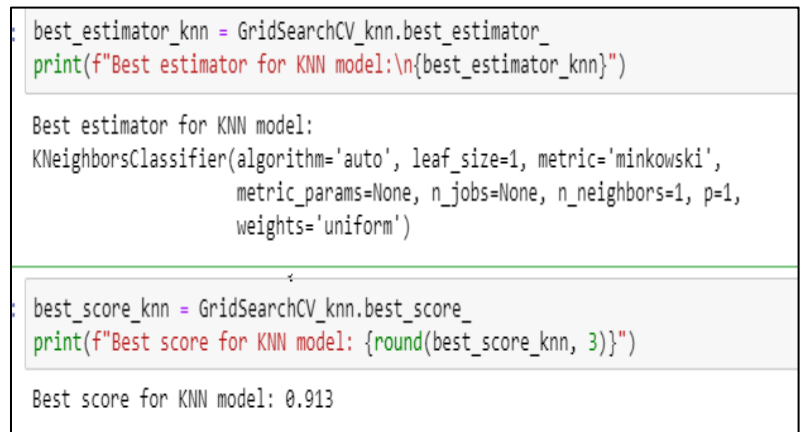 : best_estimator_knn = GridSearchCV_knn.best_estimator_
print(f"Best estimator for KNN model:\n{best_estimator_knn}")
Best estimator for KNN model:
KNeighborsClassifier(algorithm='auto', leaf_size=1, metric='minkowski',
metric_params=None, n_jobs=None, n_neighbors=1, p=1,
weights='uniform')
: best_score_knn = GridSearchCV_knn.best_score_
print(f"Best score for KNN model: {round(best_score_knn, 3)}")
Best score for KNN model: 0.913